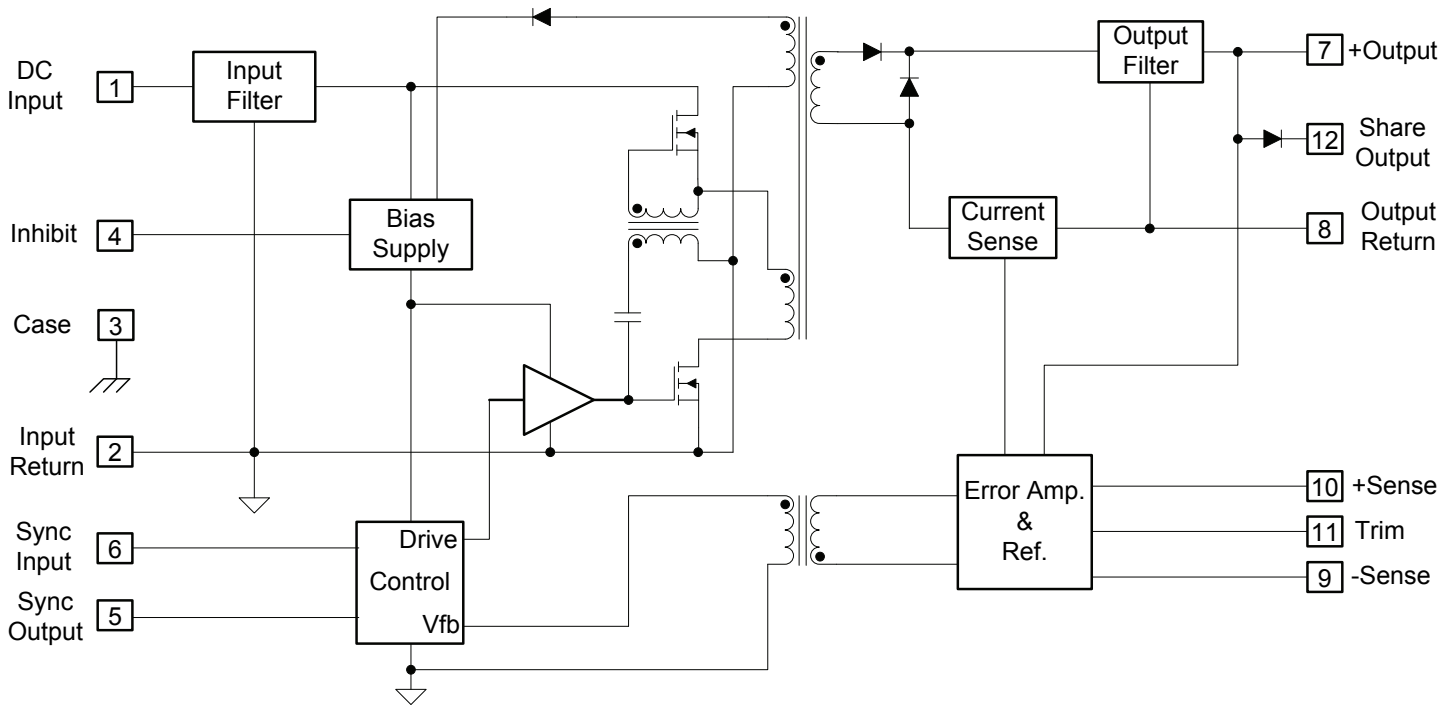 DC
Input
1
Input
Filter
Output
Filter
7
+Output
12
Share
Output
Inhibit
4
Bias
Supply
Current
Sense
8
Output
Return
Case
3
Input
Return
2
Sync
Input
6
Drive
Control
Vfb
Error Amp.
&
Ref.
10
+Sense
11
Trim
9
-Sense
Sync
Output
5